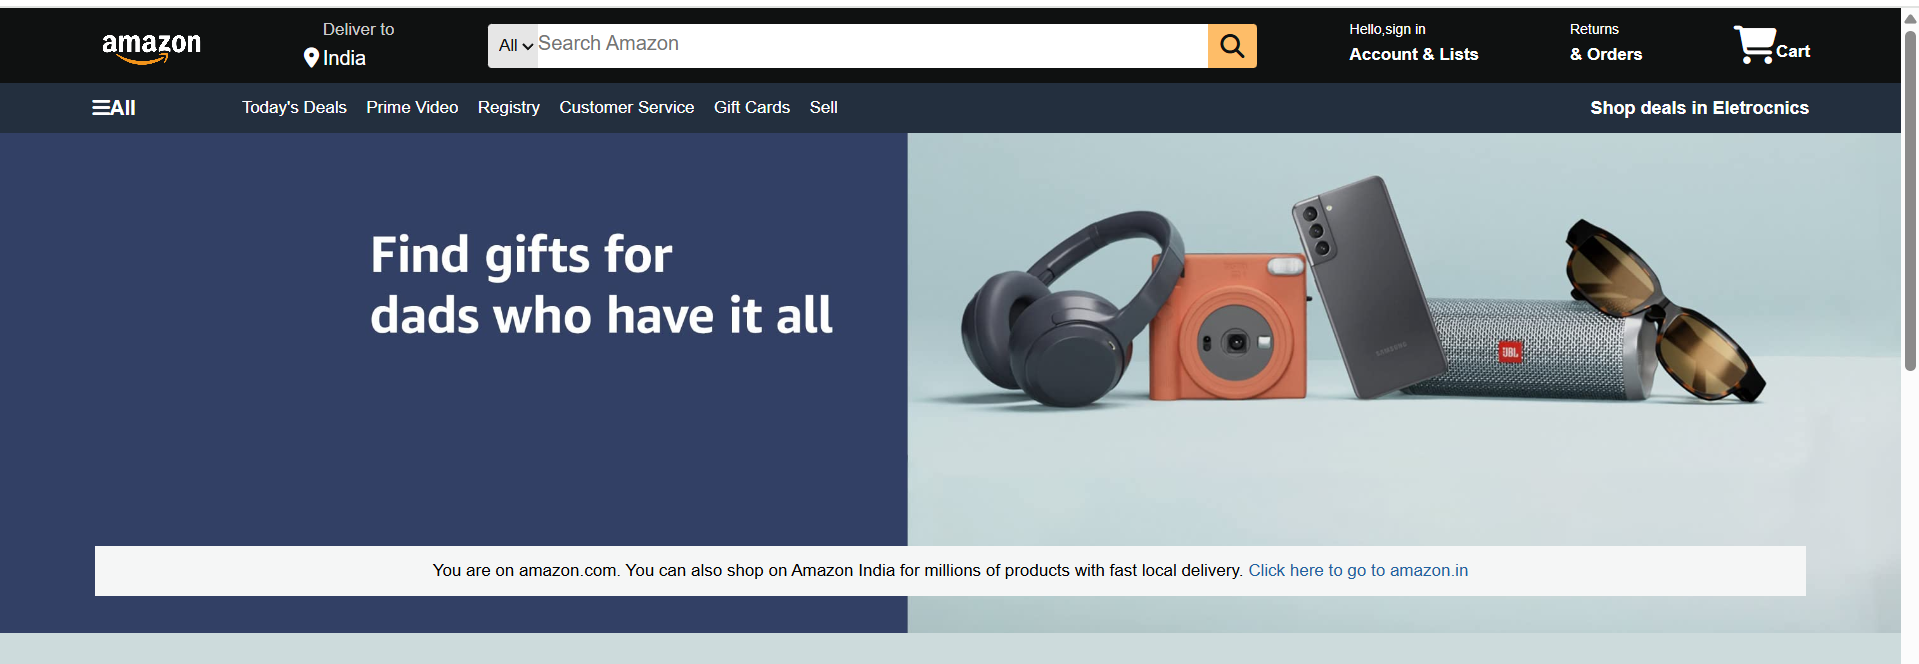 amazon
Deliver to
India
All
Search Amazon
Hello,sign in
Account & Lists
Returns
& Orders
Cart
All
Today's Deals
Prime Video
Registry
Customer Service
Gift Cards
Sell
Shop deals in Eletrocnics
Find gifts for
dads who have it all
SAMSUNG
JBL
You are on amazon.com. You can also shop on Amazon India for millions of products with fast local delivery. Click here to go to amazon.in